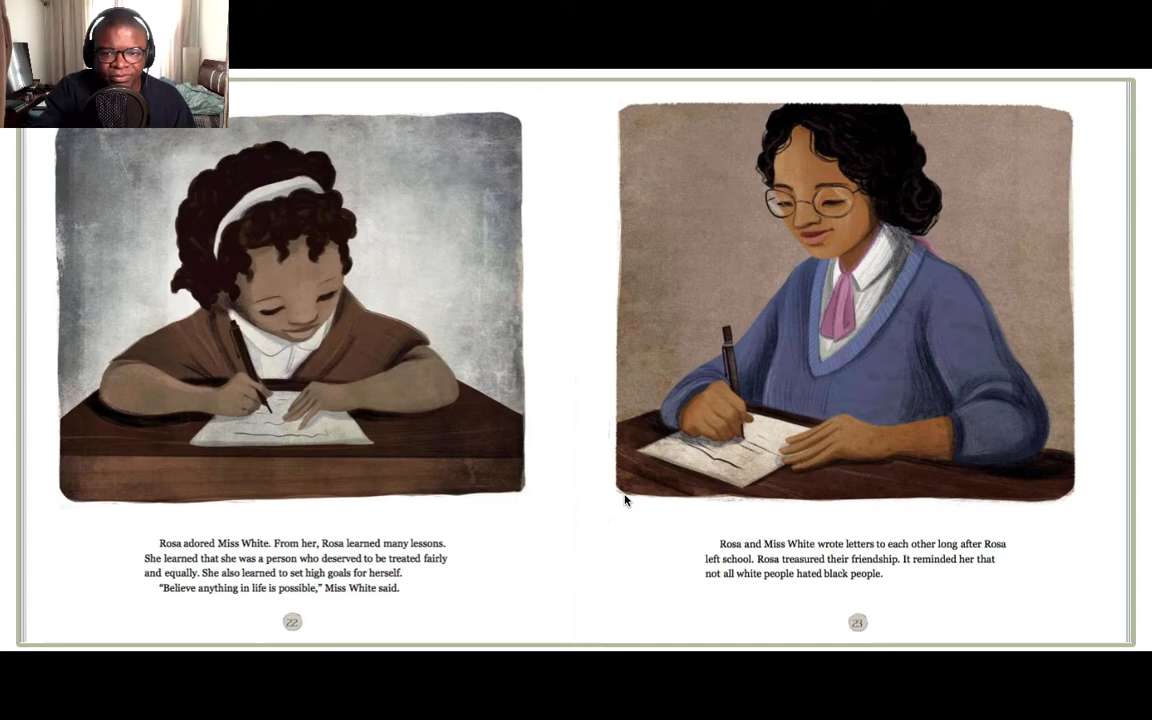 Rosa adored Miss White. From her, Rosa learned many lessons.
She learned that she was a person who deserved to be treated fairly
and equally. She also learned to set high goals for herself.
“Believe anything in life is possible,” Miss White said.
22
Rosa and Miss White wrote letters to each other long after Rosa
left school. Rosa treasured their friendship. It reminded her that
not all white people hated black people.
23